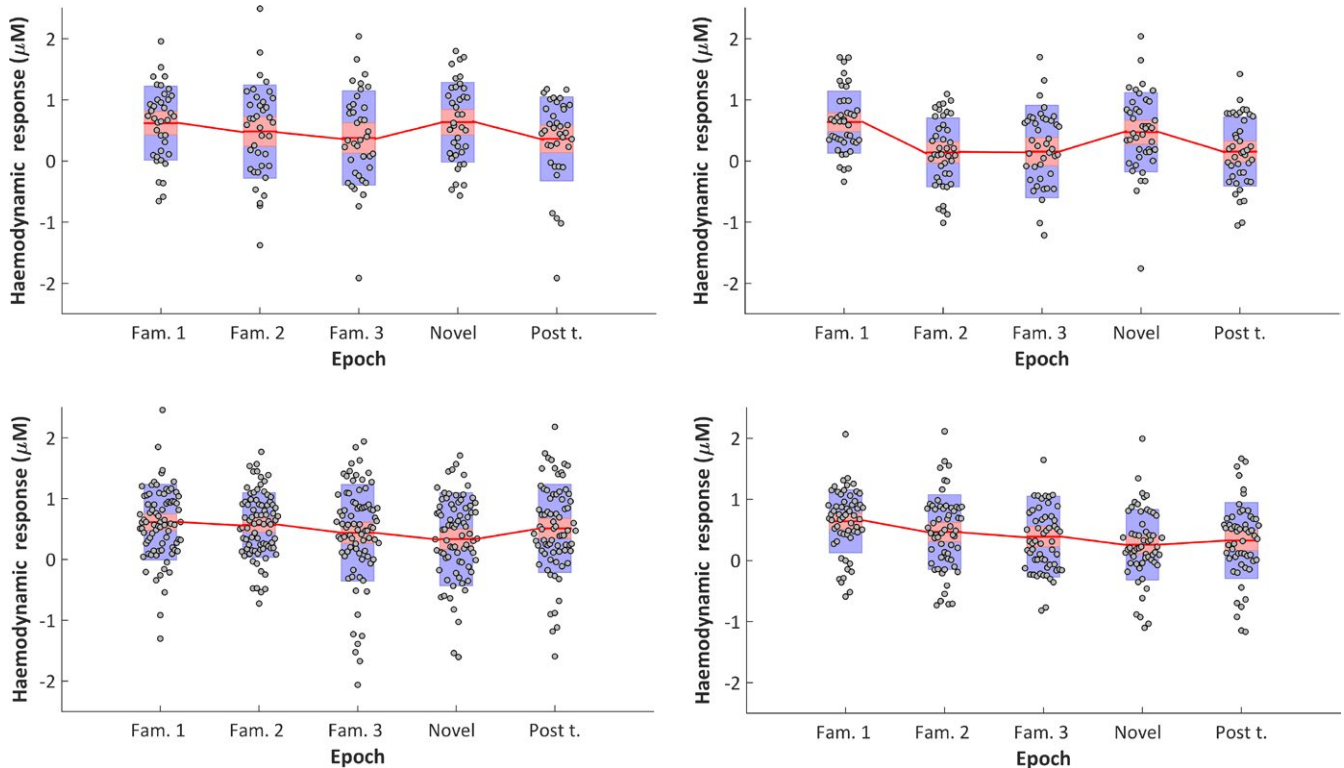 Haemodynamic response (μM)
2
1
0
-1
-2
Fam. 1 Fam. 2 Fam. 3 Novel Post t.
Epoch
Haemodynamic response (μM)
2
1
0
-1
-2
Fam. 1 Fam. 2 Fam. 3 Novel Post t.
Epoch
Haemodynamic response (μM)
2
1
0
-1
-2
Fam. 1 Fam. 2 Fam. 3 Novel Post t.
Epoch
Haemodynamic response (μM)
2
1
0
-1
-2
Fam. 1 Fam. 2 Fam. 3 Novel Post t.
Epoch